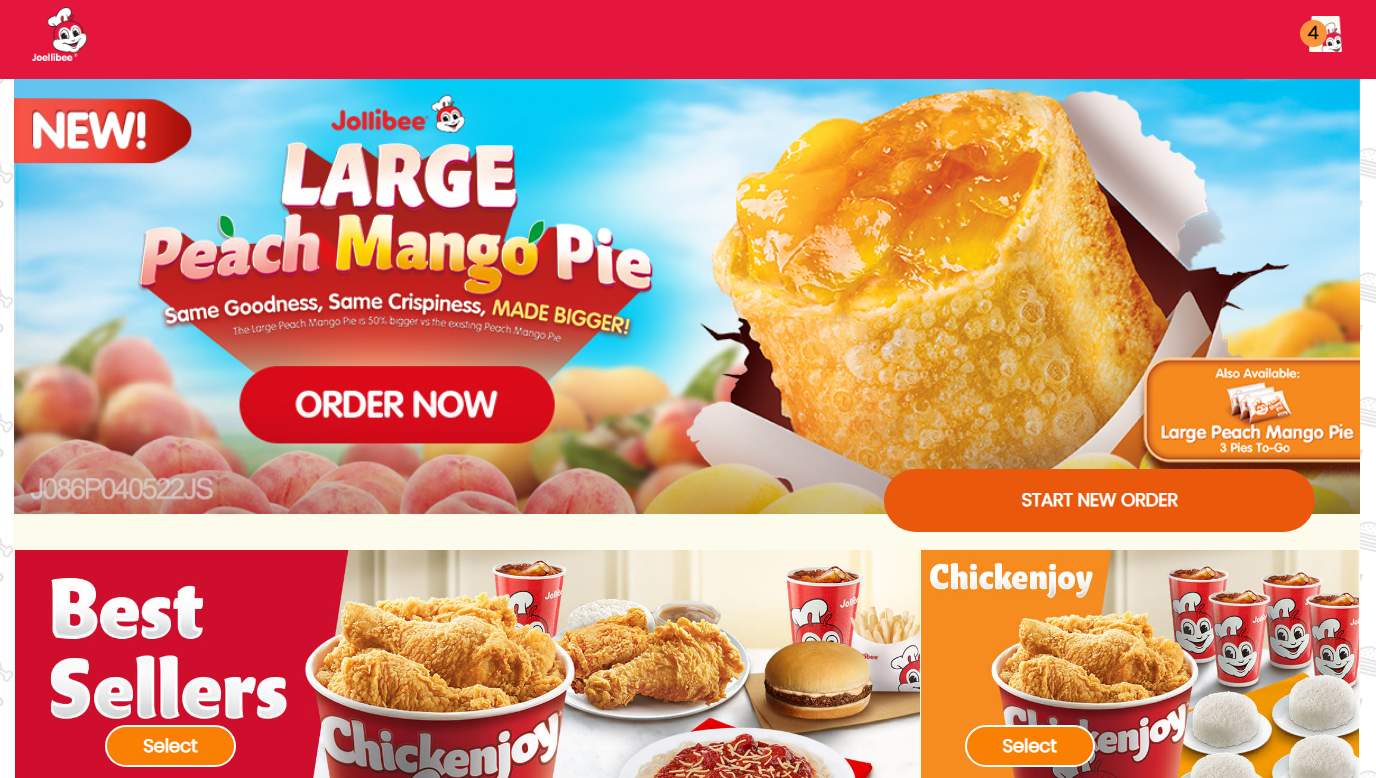 Joellibee
4
NEW!
Jollibee
LARGE
Peach Mango Pie
Same Goodness, Same Crispiness, MADE BIGGER!
The Large Peach Mango Pie is 50% bigger vs the existing Peach Mango Pie
ORDER NOW
Also Available:
Large Peach Mango Pie
3 Pies To-Go
J086P040522JS
START NEW ORDER
Best
Sellers
Select
Chickenjoy
Chickenjoy
Select
Chickenjoy